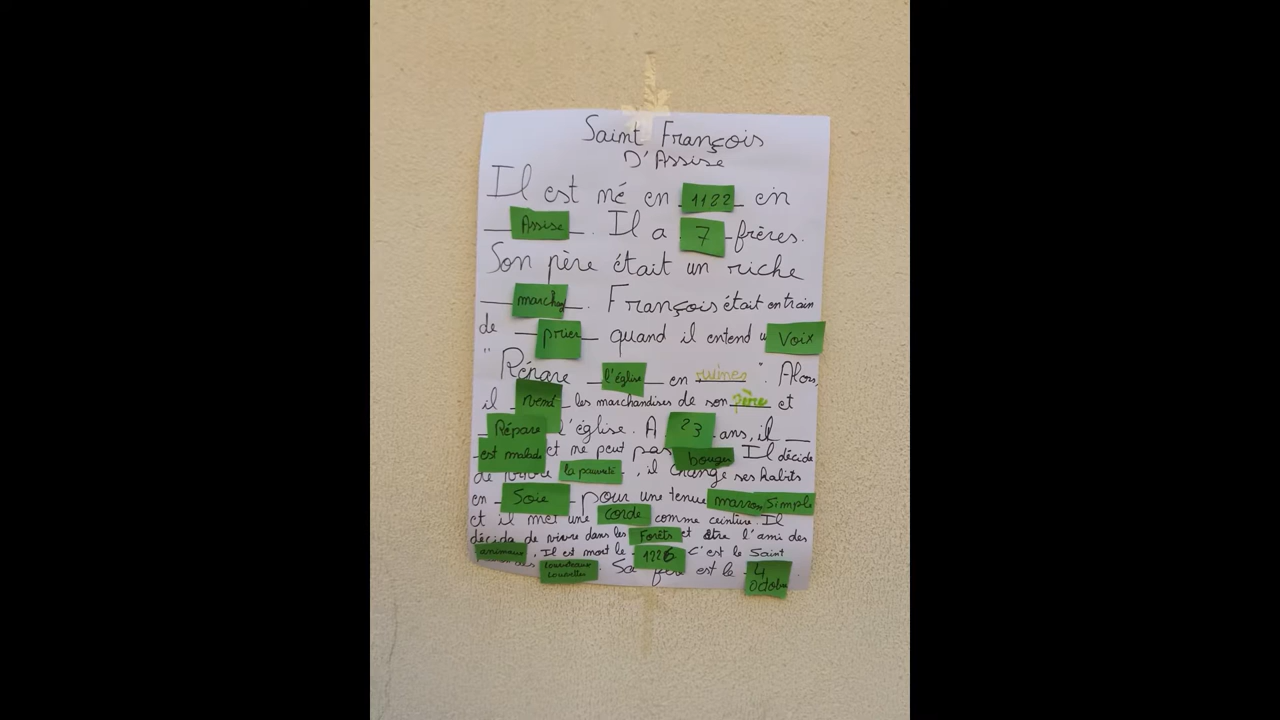 Saint François
D'Assise
Il est né en 1122 en
Assise. Il a 7 frères.
Son père était un riche
marchand. François était en train
de prier quand il entend u Voix
"Répare l'église en ruines". Alors,
il vend les marchandises de son père et
Répare l'église. A 23 ans, il
est malade et ne peut pas bouger Il décide
de vivre la pauvreté, il change ses habits
en Soie pour une tenue marron, simple
et il met une corde comme ceinture. Il
décida de vivre dans les Forêts et être l'ami des
animaux. Il est mort le 1226 C'est le Saint
des louveteaux louvettes. Sa fête est le 4 octobre